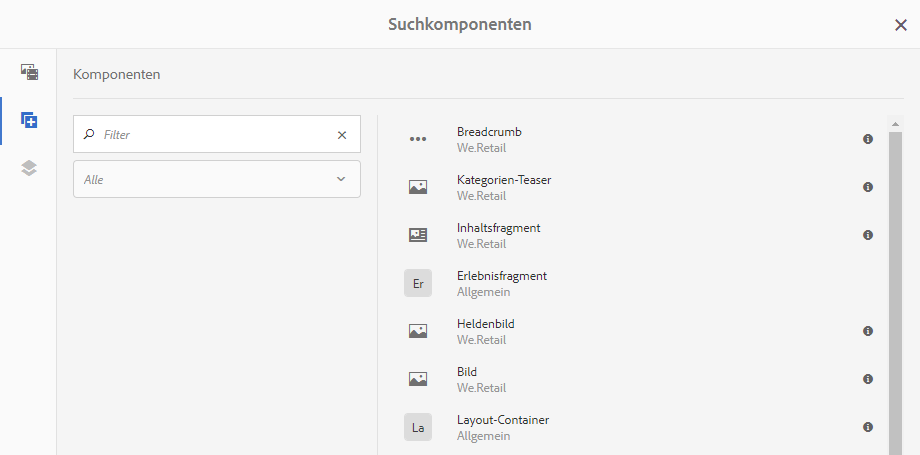 Suchkomponenten
Komponenten
Filter
Alle
Breadcrumb
We.Retail
Kategorien-Teaser
We.Retail
Inhaltsfragment
We.Retail
Er
Erlebnisfragment
Allgemein
Heldenbild
We.Retail
Bild
We.Retail
La
Layout-Container
Allgemein